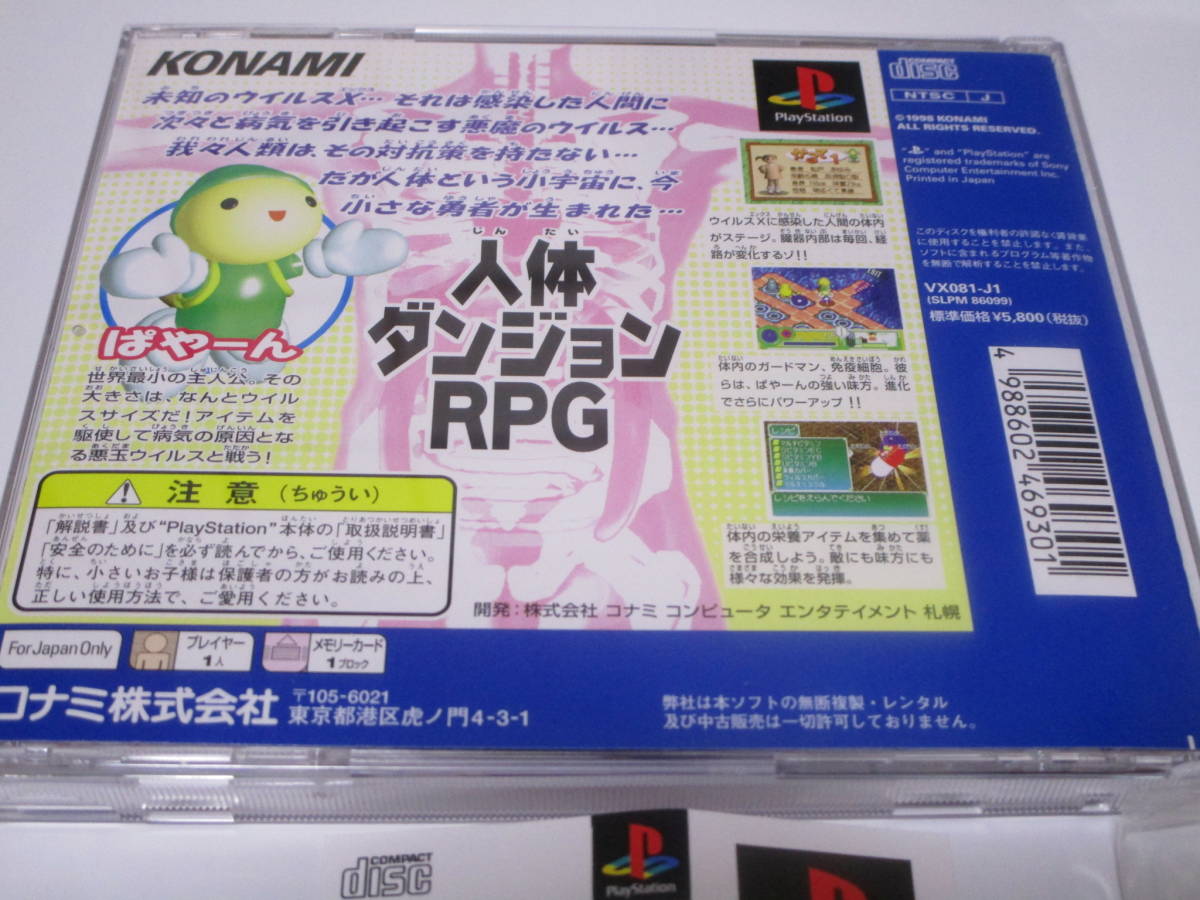 KONAMI
未知のウイルスX… それは感染した人間に
次々と病気を引き起こす悪魔のウイルス…
我々人類は、その対抗策を持たない…
だが人体という小宇宙に、今
小さな勇者が生まれた…
じんたい
人体
ダンジョン
RPG
ぱやーん
世界最小の主人公。その
大きさは、なんとウイル
スサイズだ！アイテムを
駆使して病気の原因とな
る悪玉ウイルスと戦う！
PlayStation
ウイルスXに感染した人間の体内
がステージ。臓器内部は毎回、経
路が変化するゾ！！
体内のガードマン、免疫細胞。彼
らは、ぱやーんの強い味方。進化
でさらにパワーアップ！！
レシピ
レシピをえらんでください
体内の栄養アイテムを集めて薬
を合成しよう。敵にも味方にも
様々な効果を発揮。
注意（ちゅうい）
「解説書」及び“PlayStation”本体の「取扱説明書」
「安全のために」を必ず読んでから、ご使用ください。
特に、小さいお子様は保護者の方がお読みの上、
正しい使用方法で、ご愛用ください。
開発：株式会社 コナミ コンピュータ エンタテイメント 札幌
COMPACT
disc
NTSC J
©1998 KONAMI
ALL RIGHTS RESERVED.
" " and "PlayStation" are
registered trademarks of Sony
Computer Entertainment Inc.
Printed in Japan
このディスクを権利者の許諾なく賃貸業
に使用することを禁止します。また、
ソフトに含まれるプログラム等著作物
を無断で解析することを禁止します。
VX081-J1
(SLPM 86099)
標準価格￥5,800(税抜)
4 988602 469301
For Japan Only
プレイヤー
1人
メモリーカード
1ブロック
コナミ株式会社
〒105-6021
東京都港区虎ノ門4-3-1
弊社は本ソフトの無断複製・レンタル
及び中古販売は一切許可しておりません。
COMPACT
disc
PlayStation